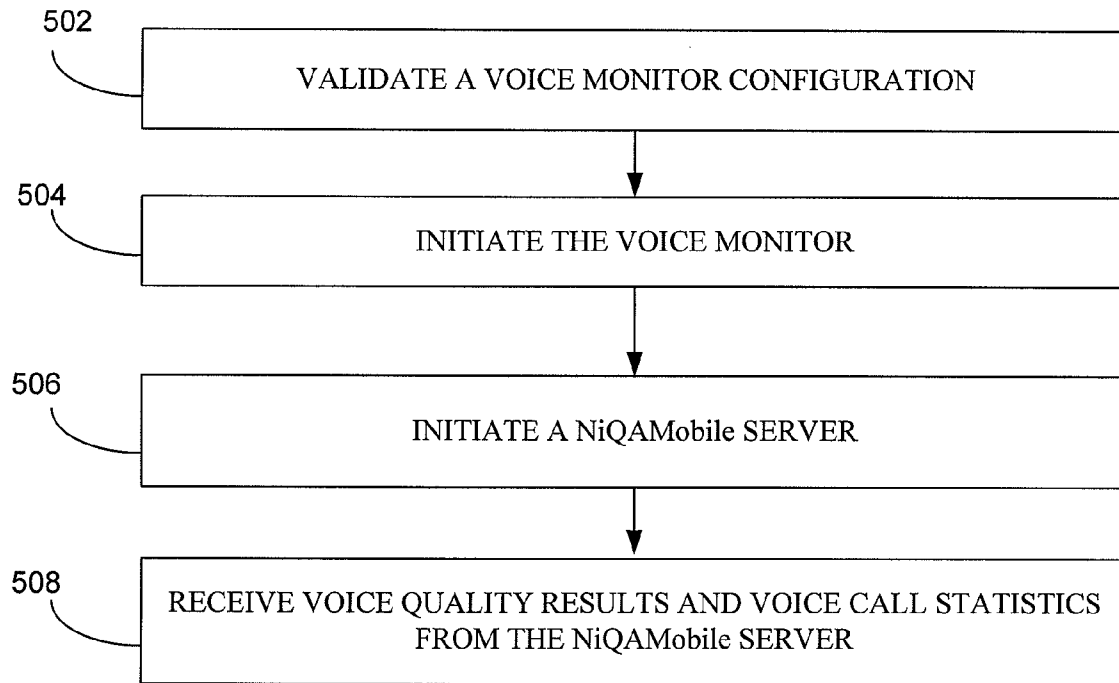 502
VALIDATE A VOICE MONITOR CONFIGURATION
504
INITIATE THE VOICE MONITOR
506
INITIATE A NiQAMobile SERVER
508
RECEIVE VOICE QUALITY RESULTS AND VOICE CALL STATISTICS
FROM THE NiQAMobile SERVER